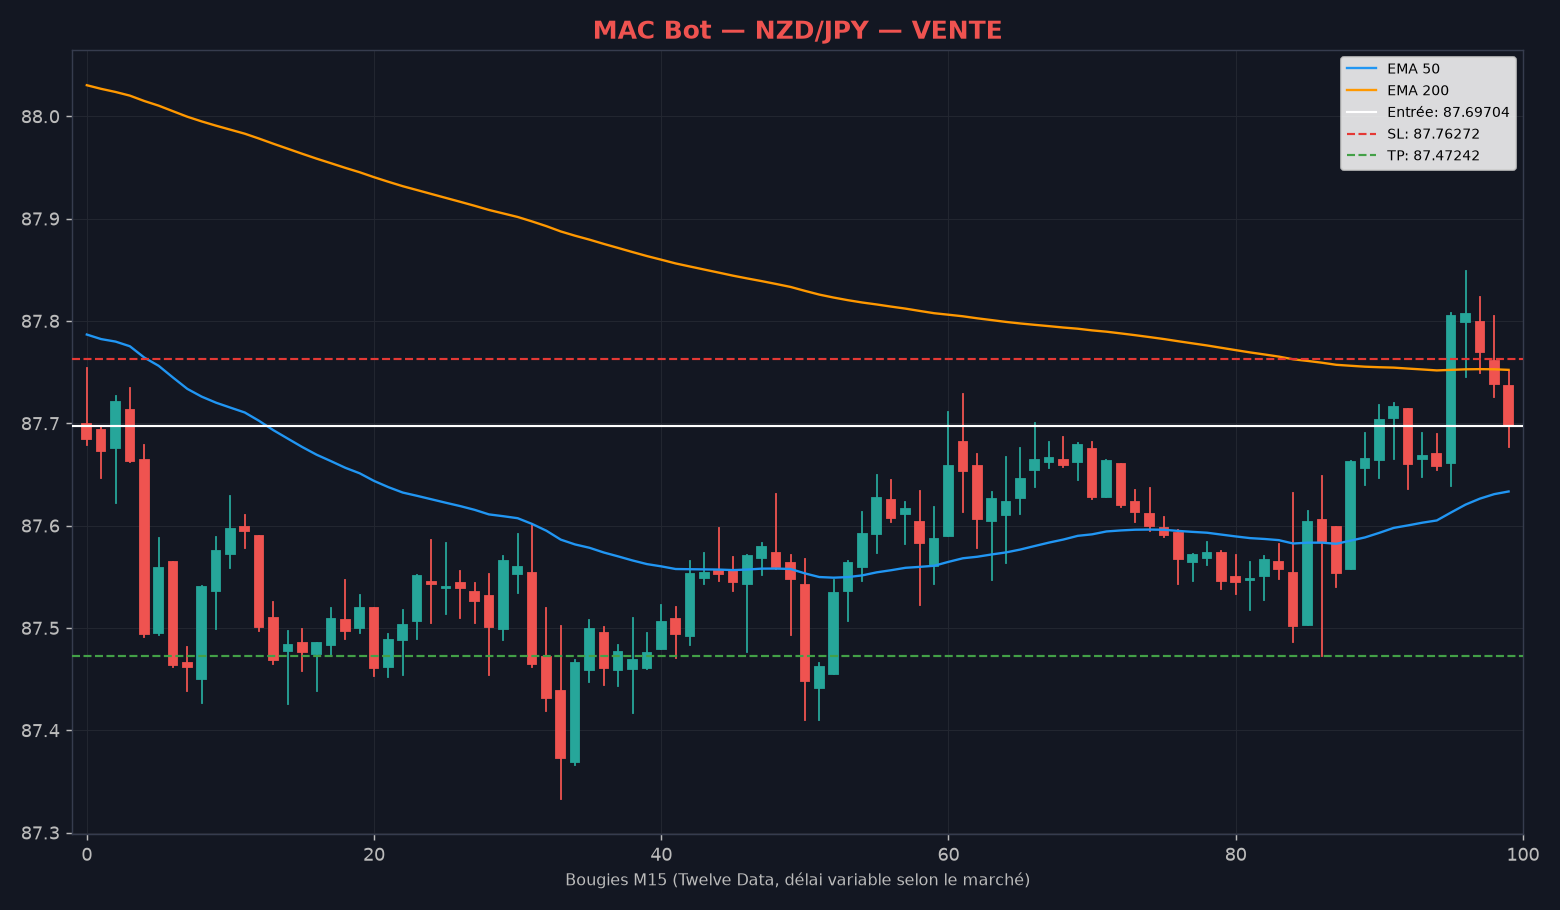 MAC Bot — NZD/JPY — VENTE
EMA 50
EMA 200
Entrée: 87.69704
SL: 87.76272
TP: 87.47242
88.0
87.9
87.8
87.7
87.6
87.5
87.4
87.3
0
20
40
60
80
100
Bougies M15 (Twelve Data, délai variable selon le marché)